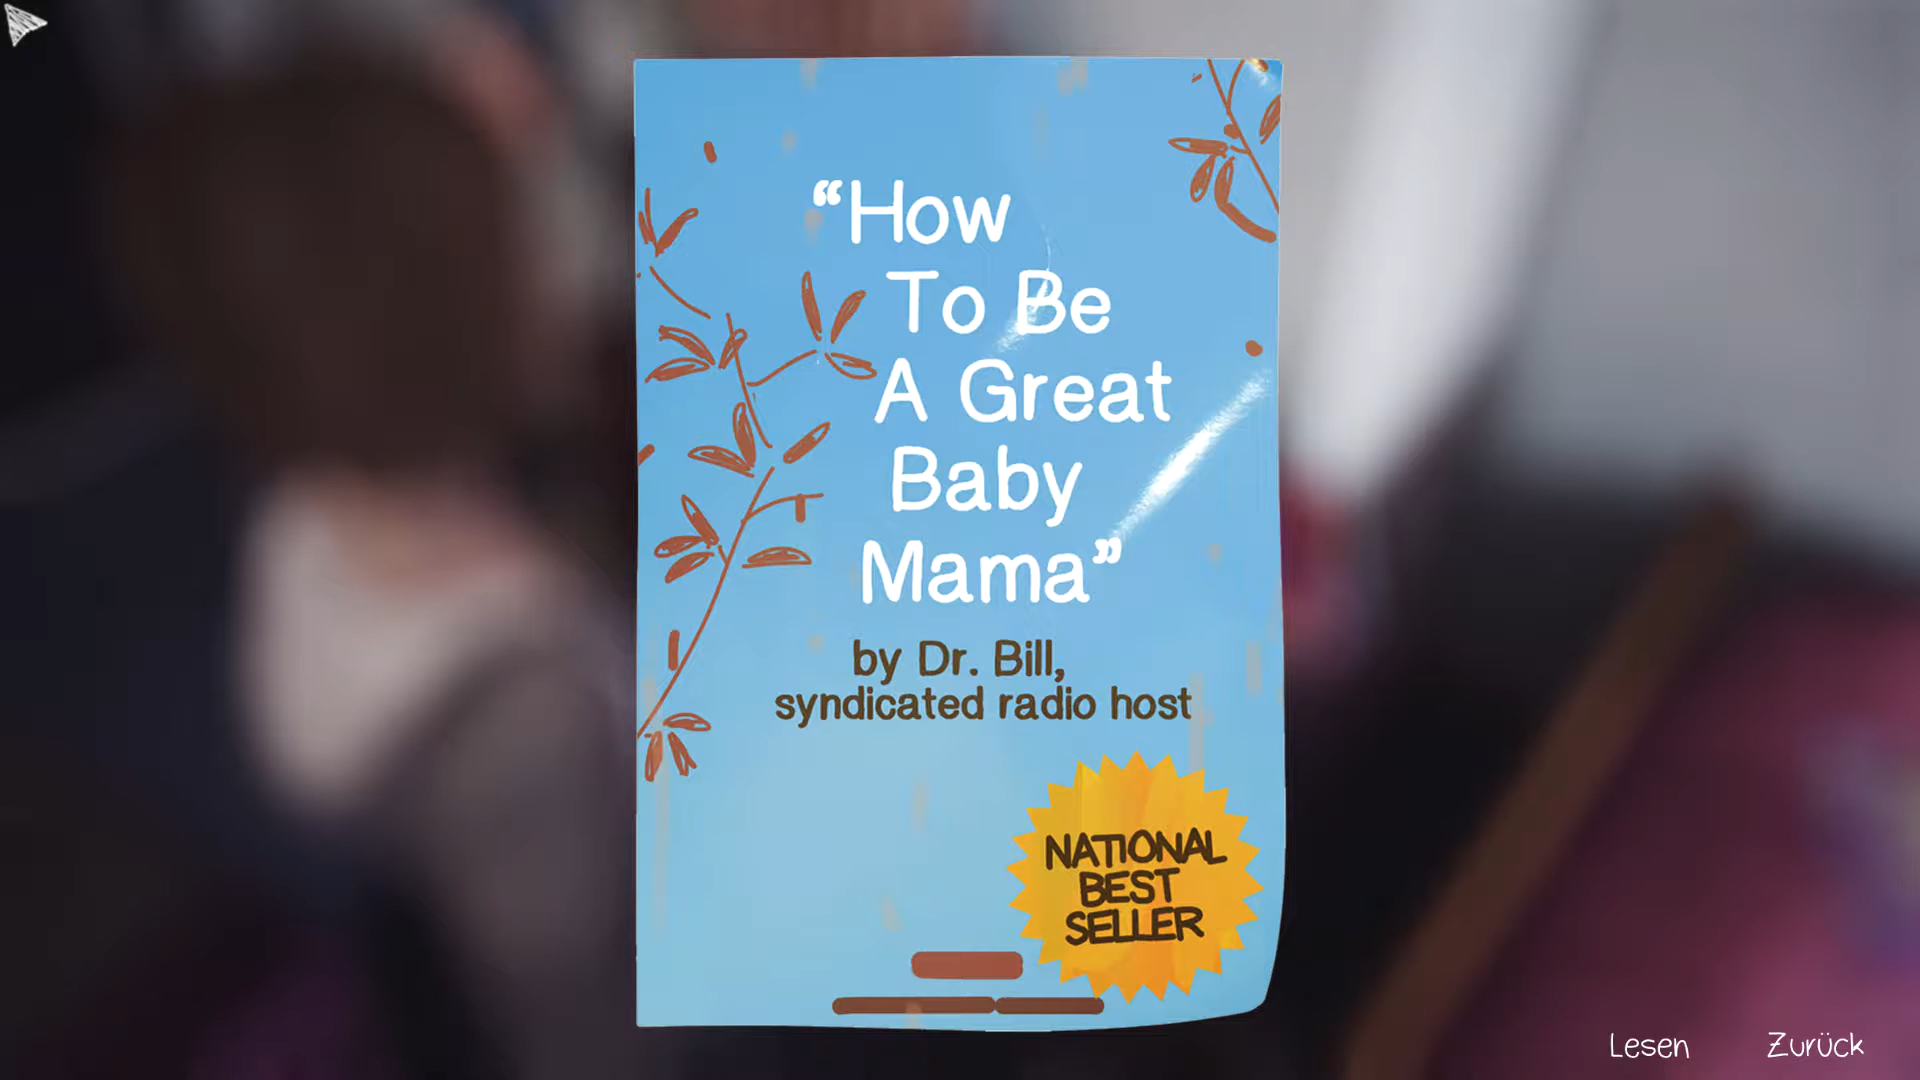 “How
To Be
A Great
Baby
Mama”
by Dr. Bill,
syndicated radio host
NATIONAL
BEST
SELLER
Lesen Zurück